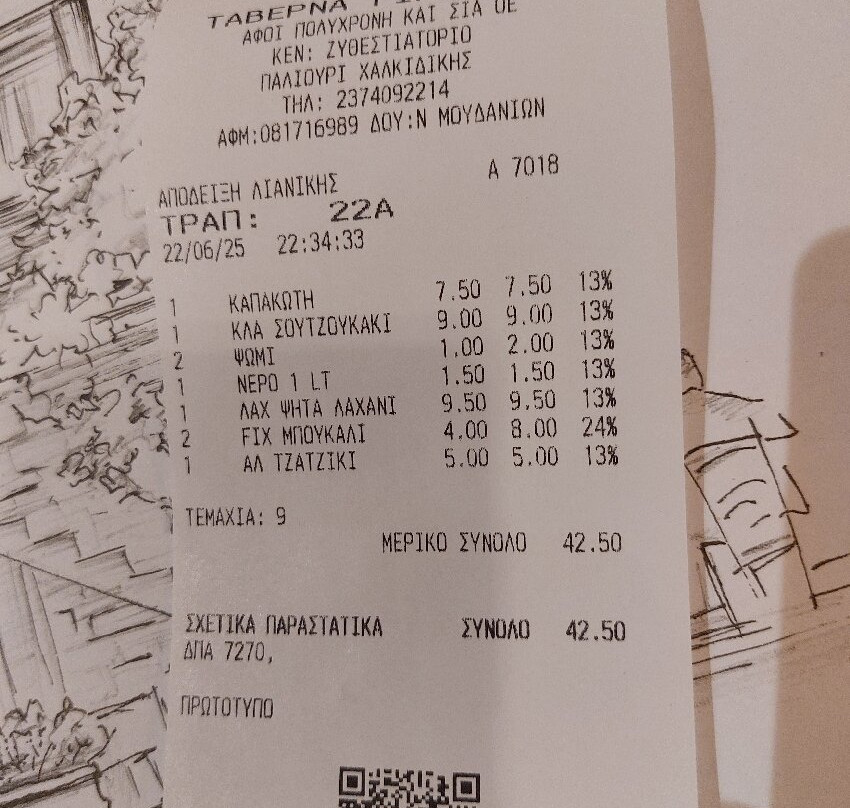 ΤΑΒΕΡΝΑ
ΑΦΟΙ ΠΟΛΥΧΡΟΝΗ ΚΑΙ ΣΙΑ ΟΕ
ΚΕΝ: ΖΥΘΕΣΤΙΑΤΟΡΙΟ
ΠΑΛΙΟΥΡΙ ΧΑΛΚΙΔΙΚΗΣ
ΤΗΛ: 2374092214
ΑΦΜ:081716989 ΔΟΥ:Ν ΜΟΥΔΑΝΙΩΝ
Α 7018
ΑΠΟΔΕΙΞΗ ΛΙΑΝΙΚΗΣ
ΤΡΑΠ: 22Α
22/06/25 22:34:33
1 ΚΑΠΑΚΩΤΗ 7.50 7.50 13%
1 ΚΛΑ ΣΟΥΤΖΟΥΚΑΚΙ 9.00 9.00 13%
2 ΨΩΜΙ 1.00 2.00 13%
1 ΝΕΡΟ 1 LT 1.50 1.50 13%
1 ΛΑΧ ΨΗΤΑ ΛΑΧΑΝΙ 9.50 9.50 13%
2 FIX ΜΠΟΥΚΑΛΙ 4.00 8.00 24%
1 ΑΛ ΤΖΑΤΖΙΚΙ 5.00 5.00 13%
ΤΕΜΑΧΙΑ: 9
ΜΕΡΙΚΟ ΣΥΝΟΛΟ 42.50
ΣΧΕΤΙΚΑ ΠΑΡΑΣΤΑΤΙΚΑ ΣΥΝΟΛΟ 42.50
ΔΠΑ 7270,
ΠΡΩΤΟΤΥΠΟ